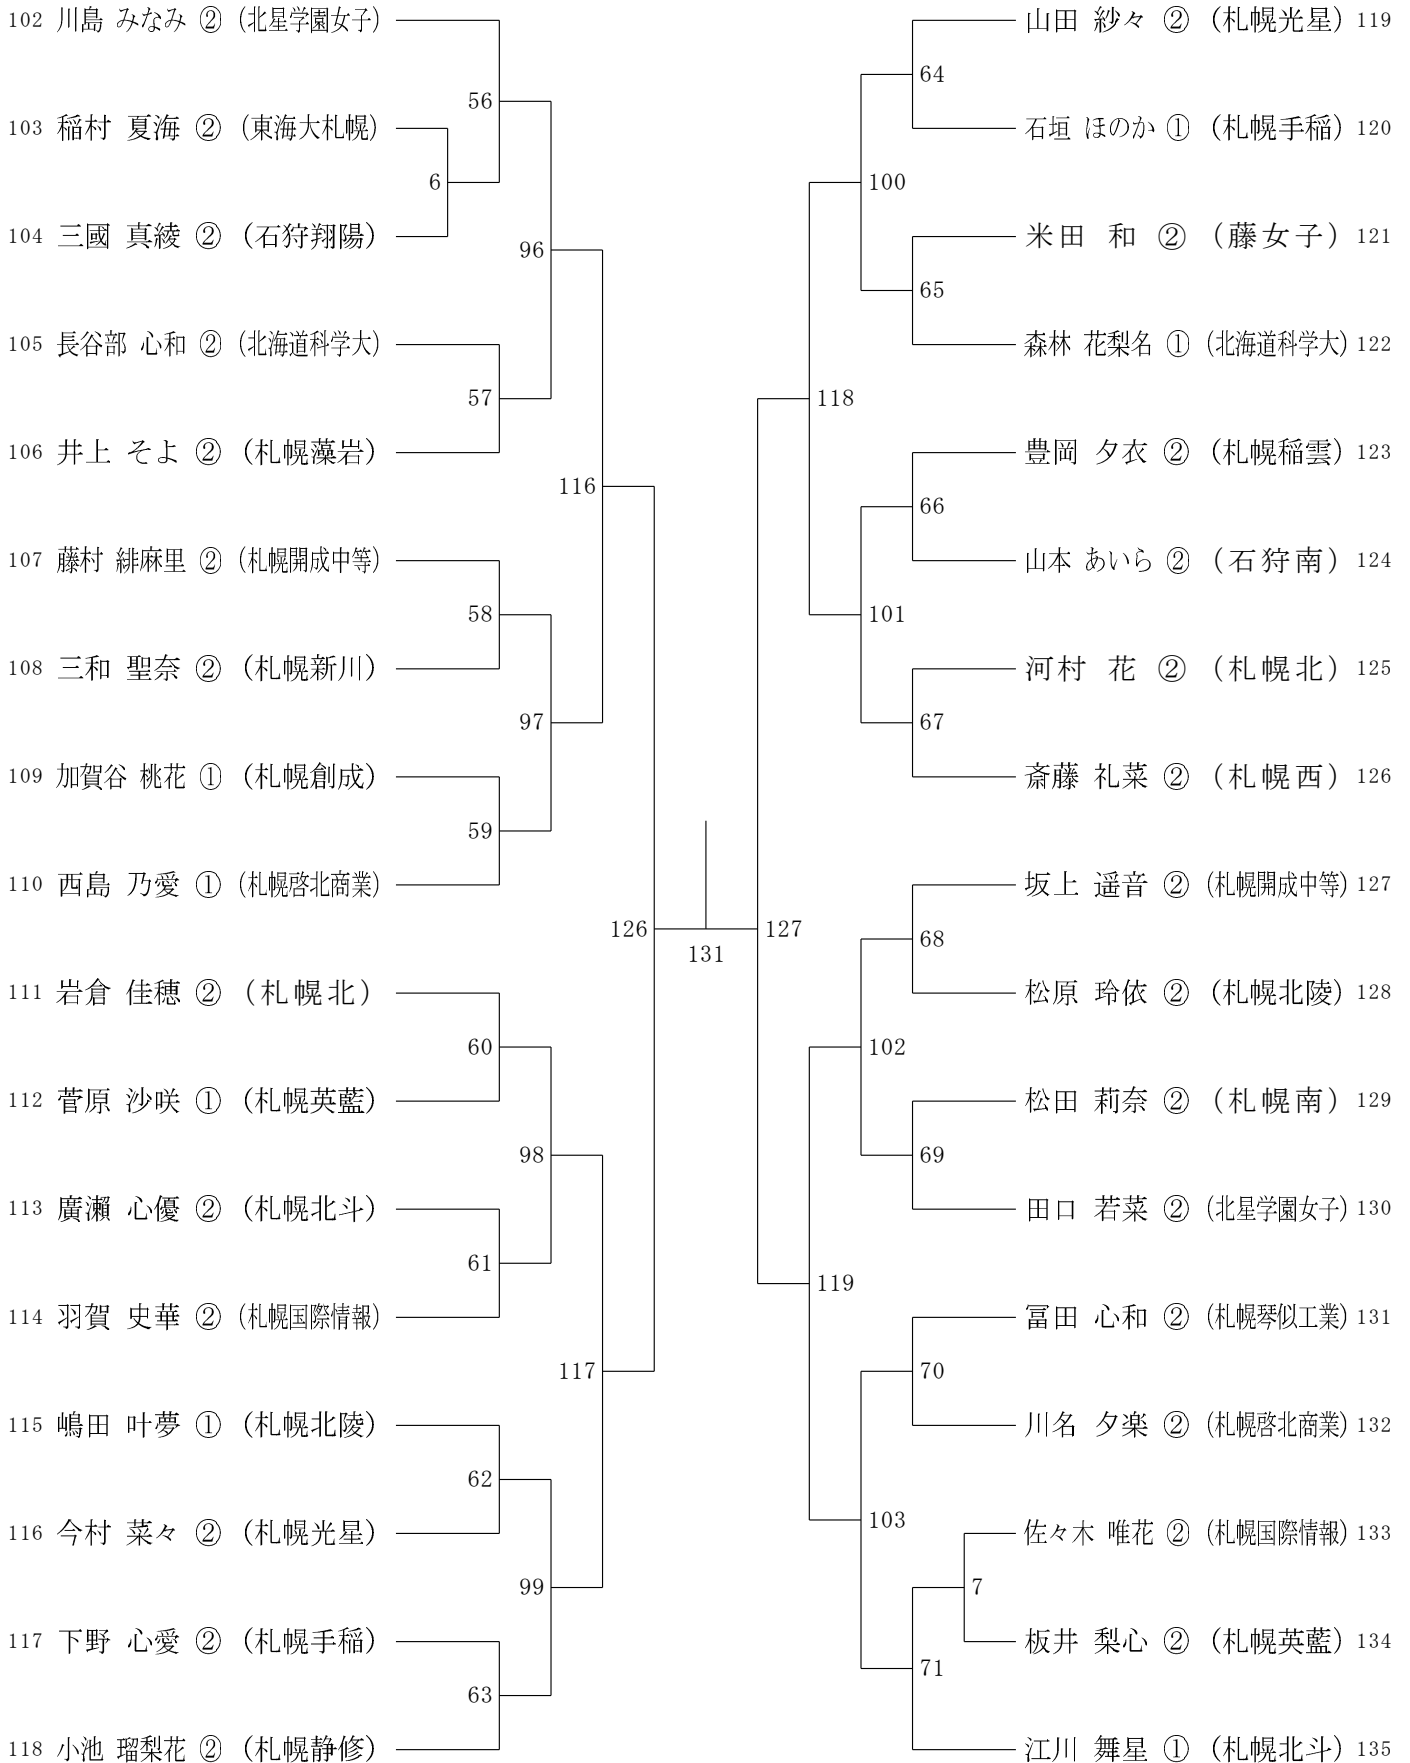 102 川島 みなみ ② (北星学園女子)
103 稲村 夏海 ② (東海大札幌)
104 三國 真綾 ② (石狩翔陽)
105 長谷部 心和 ② (北海道科学大)
106 井上 そよ ② (札幌藻岩)
107 藤村 緋麻里 ② (札幌開成中等)
108 三和 聖奈 ② (札幌新川)
109 加賀谷 桃花 ① (札幌創成)
110 西島 乃愛 ① (札幌啓北商業)
111 岩倉 佳穂 ② (札幌北)
112 菅原 沙咲 ① (札幌英藍)
113 廣瀬 心優 ② (札幌北斗)
114 羽賀 史華 ② (札幌国際情報)
115 嶋田 叶夢 ① (札幌北陵)
116 今村 菜々 ② (札幌光星)
117 下野 心愛 ② (札幌手稲)
118 小池 瑠梨花 ② (札幌静修)
6
56
57
58
59
60
61
62
63
96
97
98
99
116
117
126
131
127
118
119
100
101
102
103
64
65
66
67
68
69
70
71
7
山田 紗々 ② (札幌光星) 119
石垣 ほのか ① (札幌手稲) 120
米田 和 ② (藤女子) 121
森林 花梨名 ① (北海道科学大) 122
豊岡 夕衣 ② (札幌稲雲) 123
山本 あいら ② (石狩南) 124
河村 花 ② (札幌北) 125
斎藤 礼菜 ② (札幌西) 126
坂上 遥音 ② (札幌開成中等) 127
松原 玲依 ② (札幌北陵) 128
松田 莉奈 ② (札幌南) 129
田口 若菜 ② (北星学園女子) 130
冨田 心和 ② (札幌琴似工業) 131
川名 夕楽 ② (札幌啓北商業) 132
佐々木 唯花 ② (札幌国際情報) 133
板井 梨心 ② (札幌英藍) 134
江川 舞星 ① (札幌北斗) 135